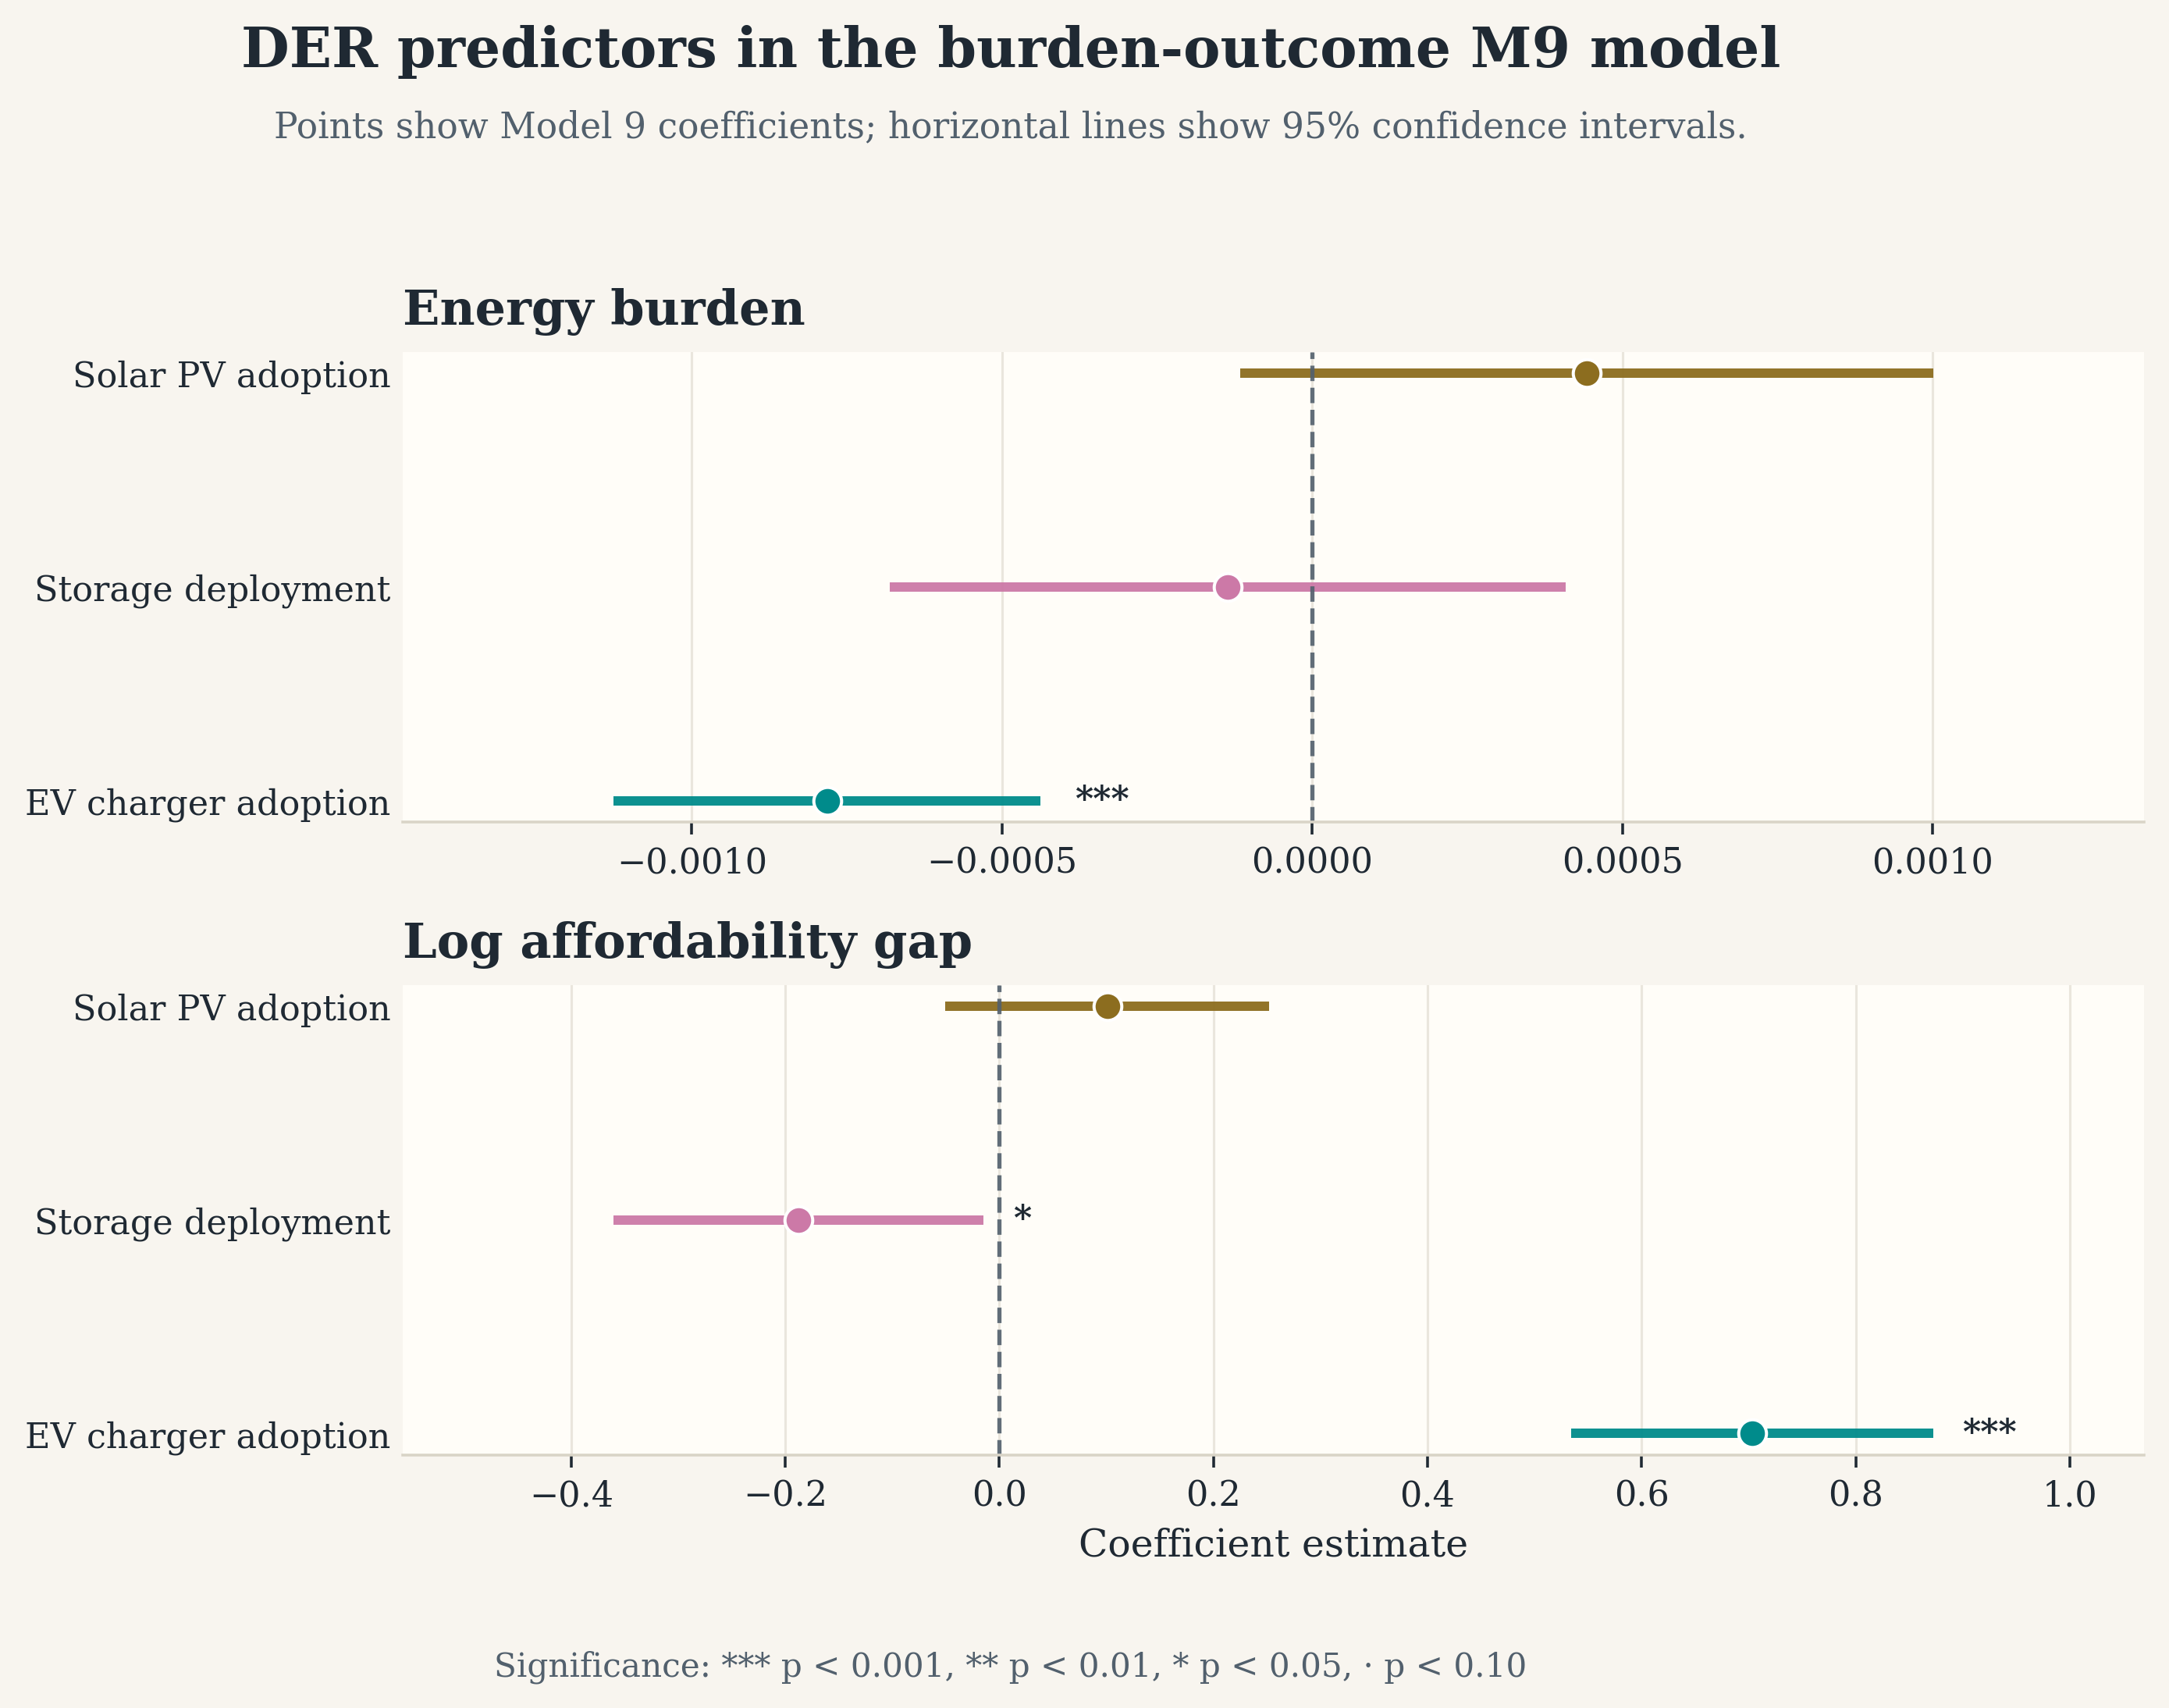 DER predictors in the burden-outcome M9 model
Points show Model 9 coefficients; horizontal lines show 95% confidence intervals.
Energy burden
Solar PV adoption
Storage deployment
EV charger adoption
***
−0.0010 −0.0005 0.0000 0.0005 0.0010
Log affordability gap
Solar PV adoption
Storage deployment
*
EV charger adoption
***
−0.4 −0.2 0.0 0.2 0.4 0.6 0.8 1.0
Coefficient estimate
Significance: *** p < 0.001, ** p < 0.01, * p < 0.05, · p < 0.10